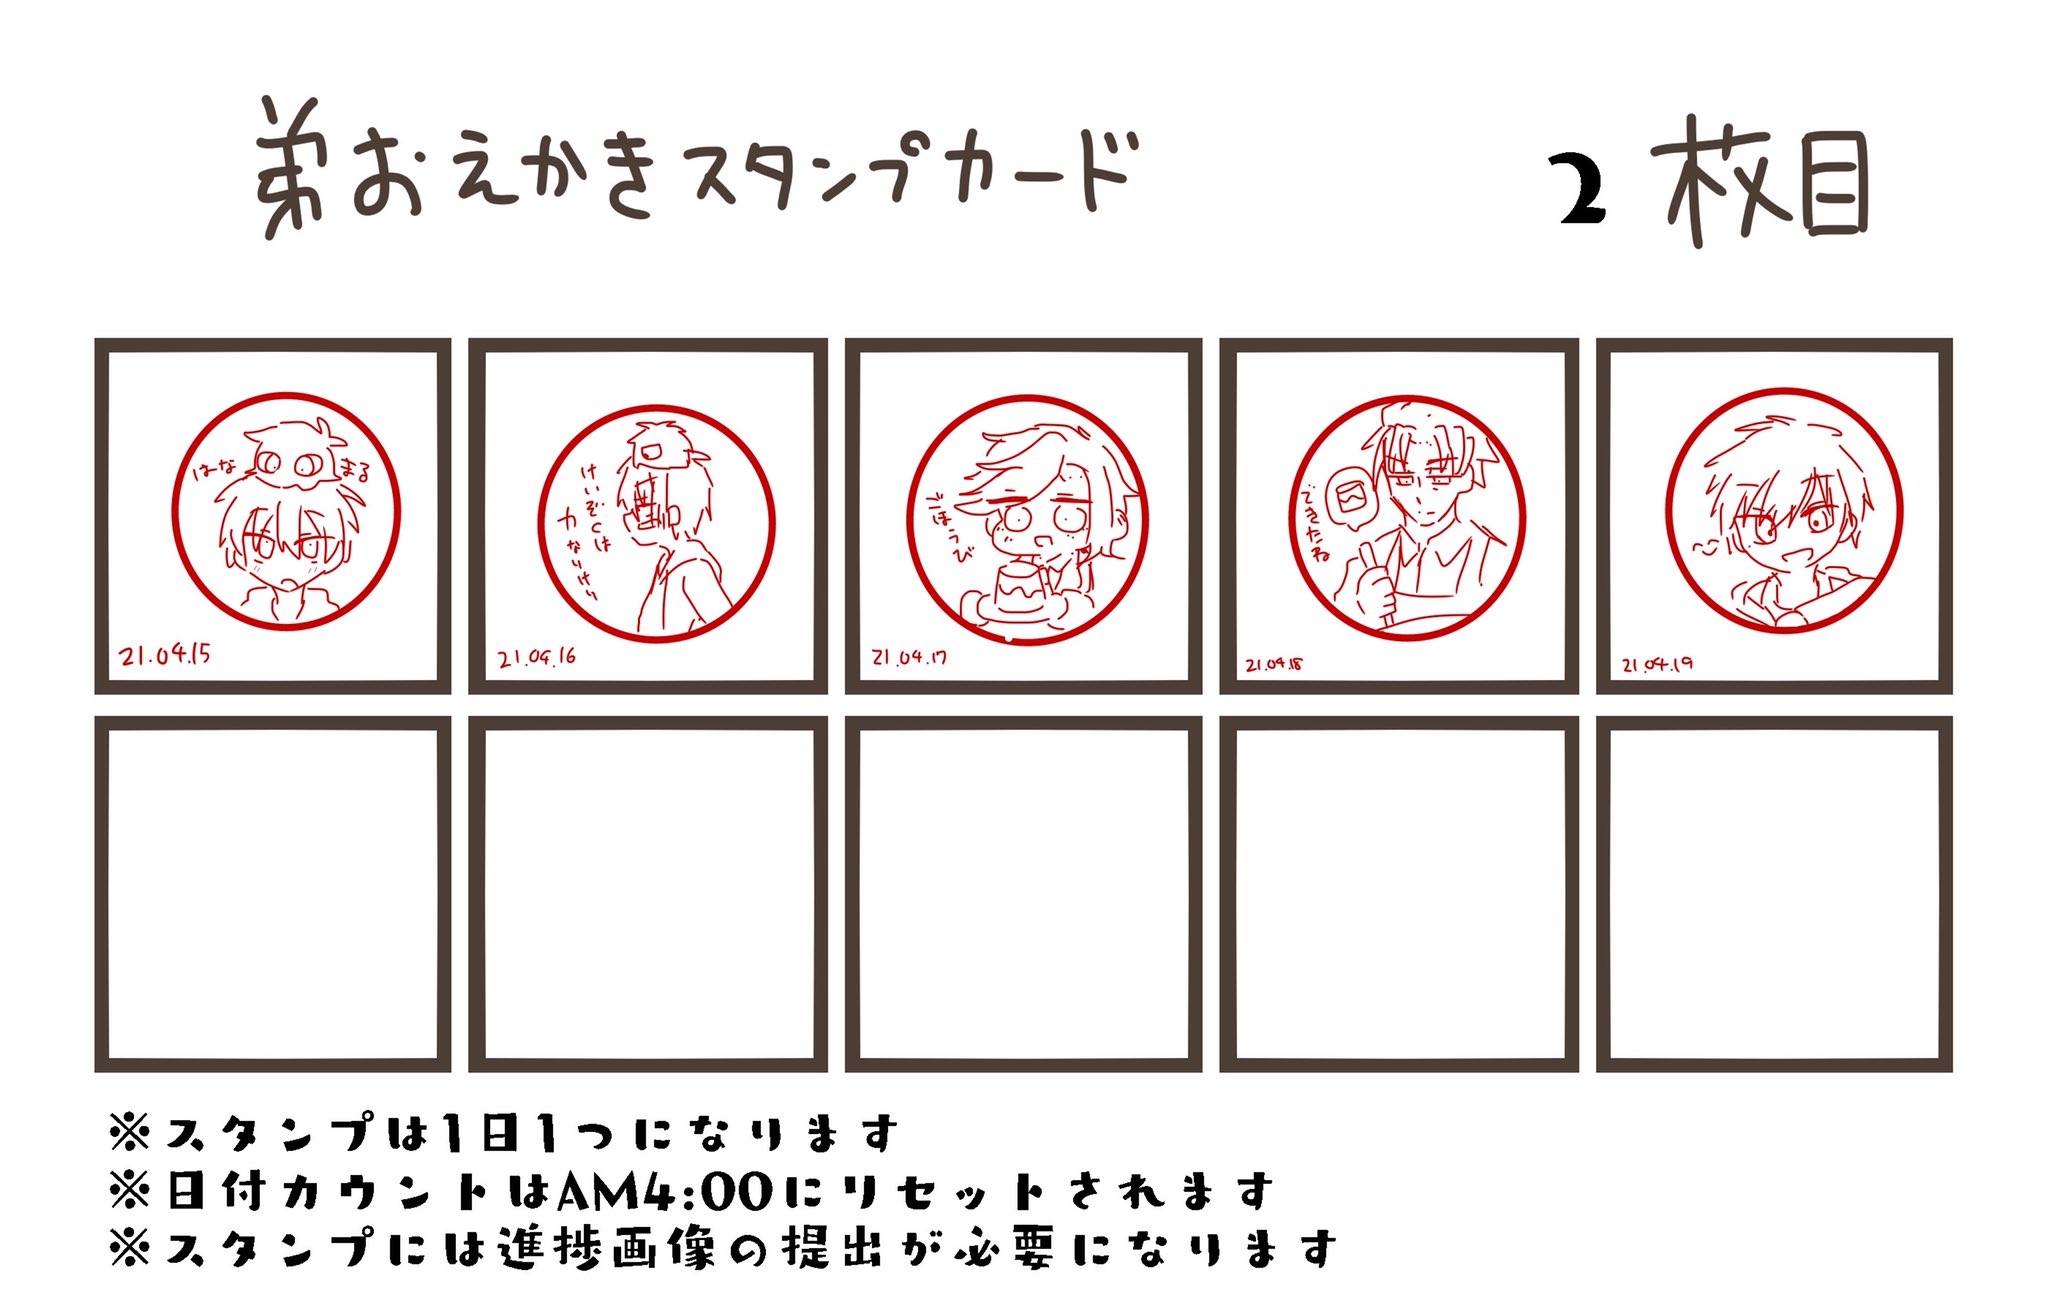 弟おえかきスタンプカード
2枚目
はなまる
21.04.15
けいぞくは
力なりけい
21.04.16
ごほうび
21.04.17
できたね
21.04.18
21.04.19
※スタンプは1日1つになります
※日付カウントはAM4:00にリセットされます
※スタンプには進捗画像の提出が必要になります